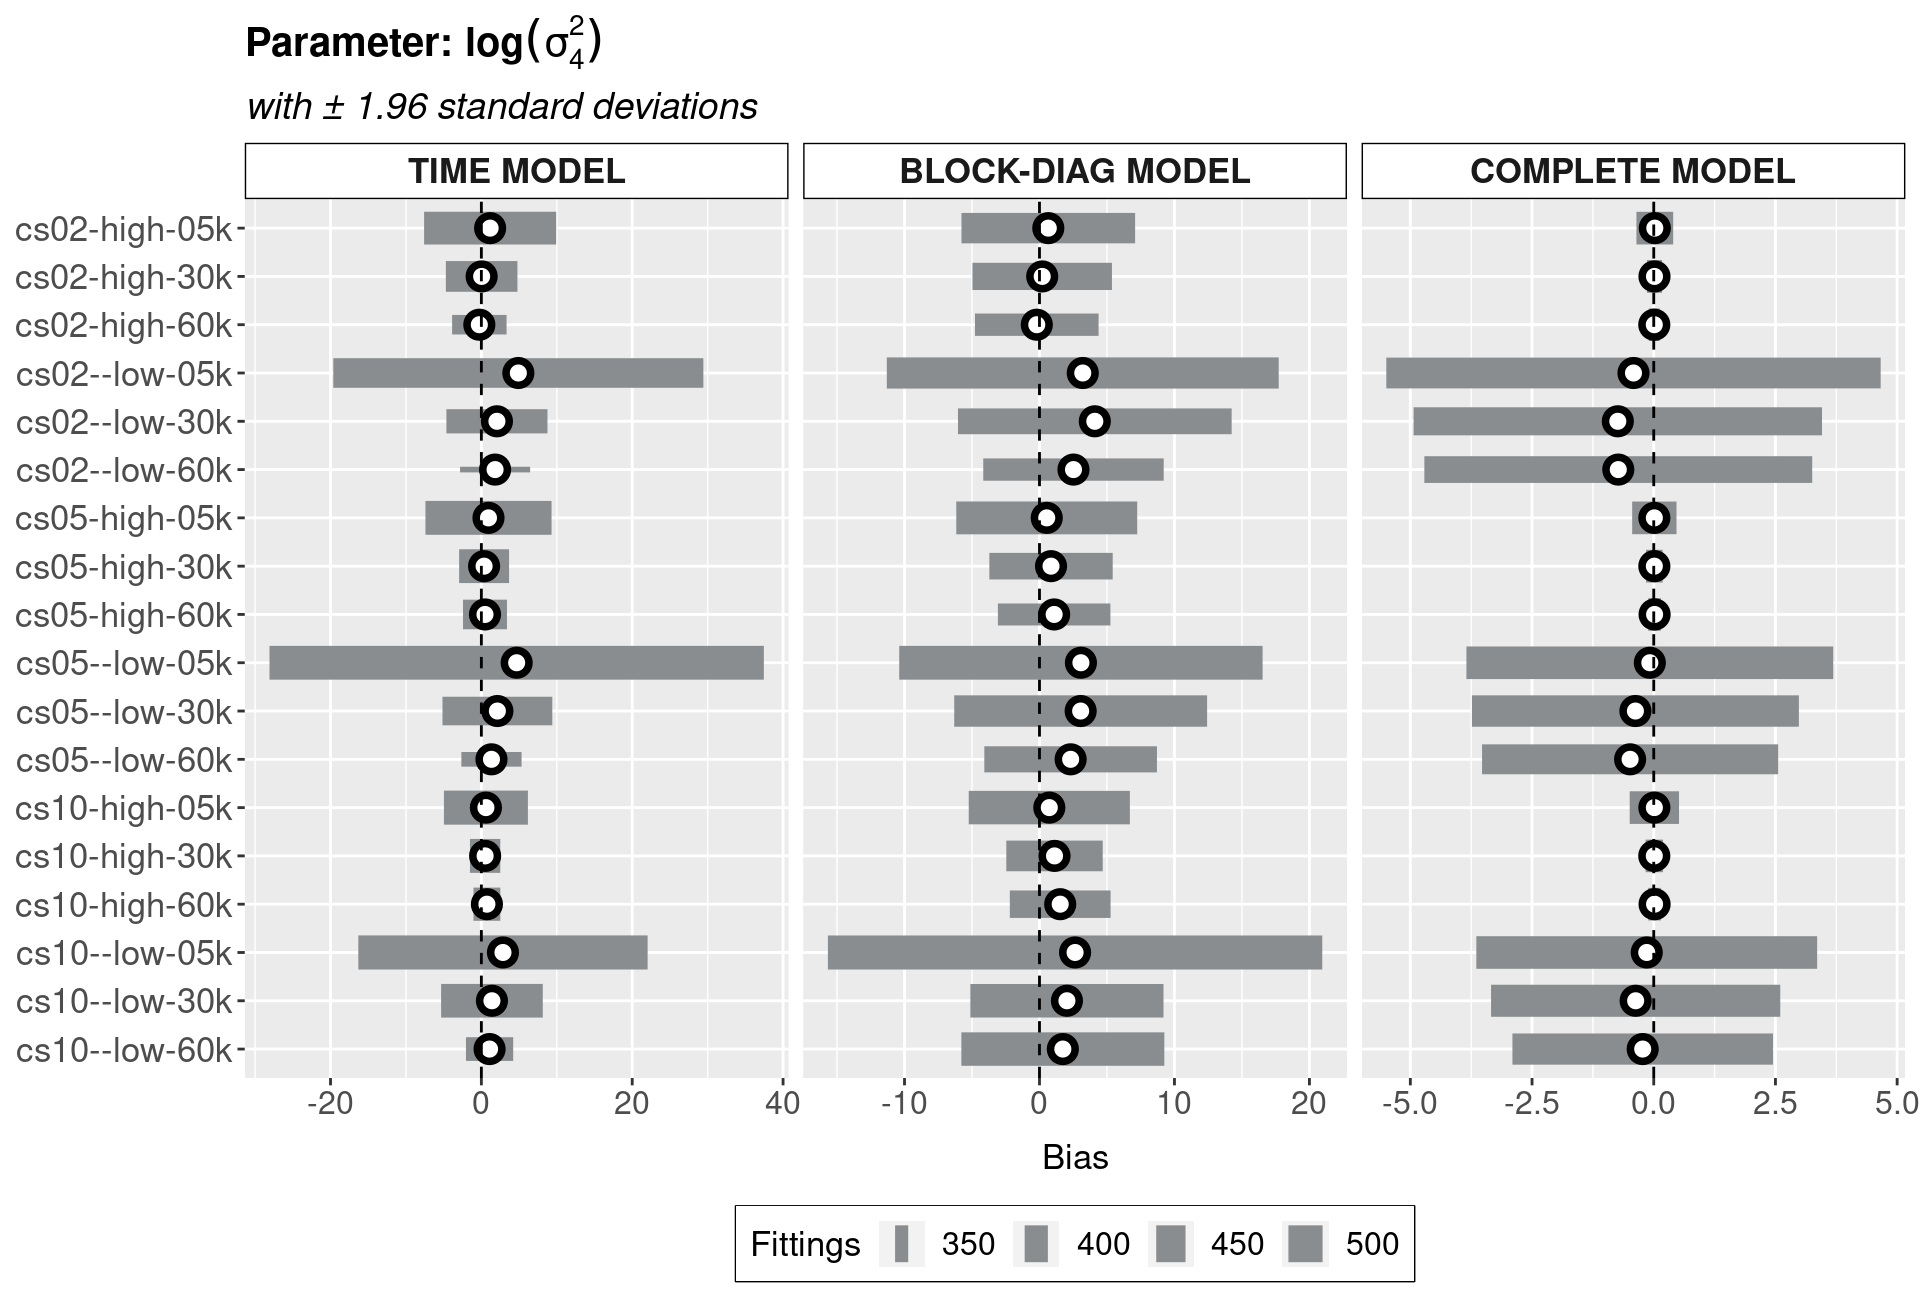 Parameter: log(σ₄²)
with ± 1.96 standard deviations
TIME MODEL BLOCK-DIAG MODEL COMPLETE MODEL
cs02-high-05k
cs02-high-30k
cs02-high-60k
cs02--low-05k
cs02--low-30k
cs02--low-60k
cs05-high-05k
cs05-high-30k
cs05-high-60k
cs05--low-05k
cs05--low-30k
cs05--low-60k
cs10-high-05k
cs10-high-30k
cs10-high-60k
cs10--low-05k
cs10--low-30k
cs10--low-60k
-20 0 20 40 -10 0 10 20 -5.0 -2.5 0.0 2.5 5.0
Bias
Fittings 350 400 450 500